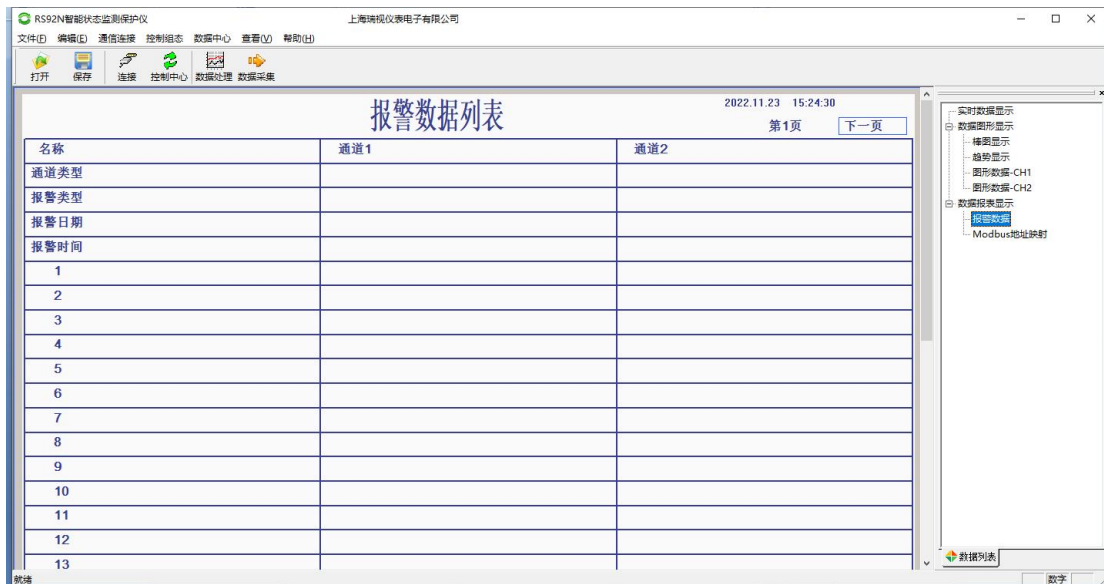 RS92N智能状态监测保护仪 上海瑞视仪表电子有限公司
文件(F) 编辑(E) 通信连接 控制组态 数据中心 查看(V) 帮助(H)
打开 保存 连接 控制中心 数据处理 数据采集
报警数据列表
2022.11.23 15:24:30
第1页 下一页
名称 通道1 通道2
通道类型
报警类型
报警日期
报警时间
1
2
3
4
5
6
7
8
9
10
11
12
13
实时数据显示
数据图形显示
棒图显示
趋势显示
图形数据-CH1
图形数据-CH2
数据报表显示
报警数据
Modbus地址映射
数据列表
就绪 数字